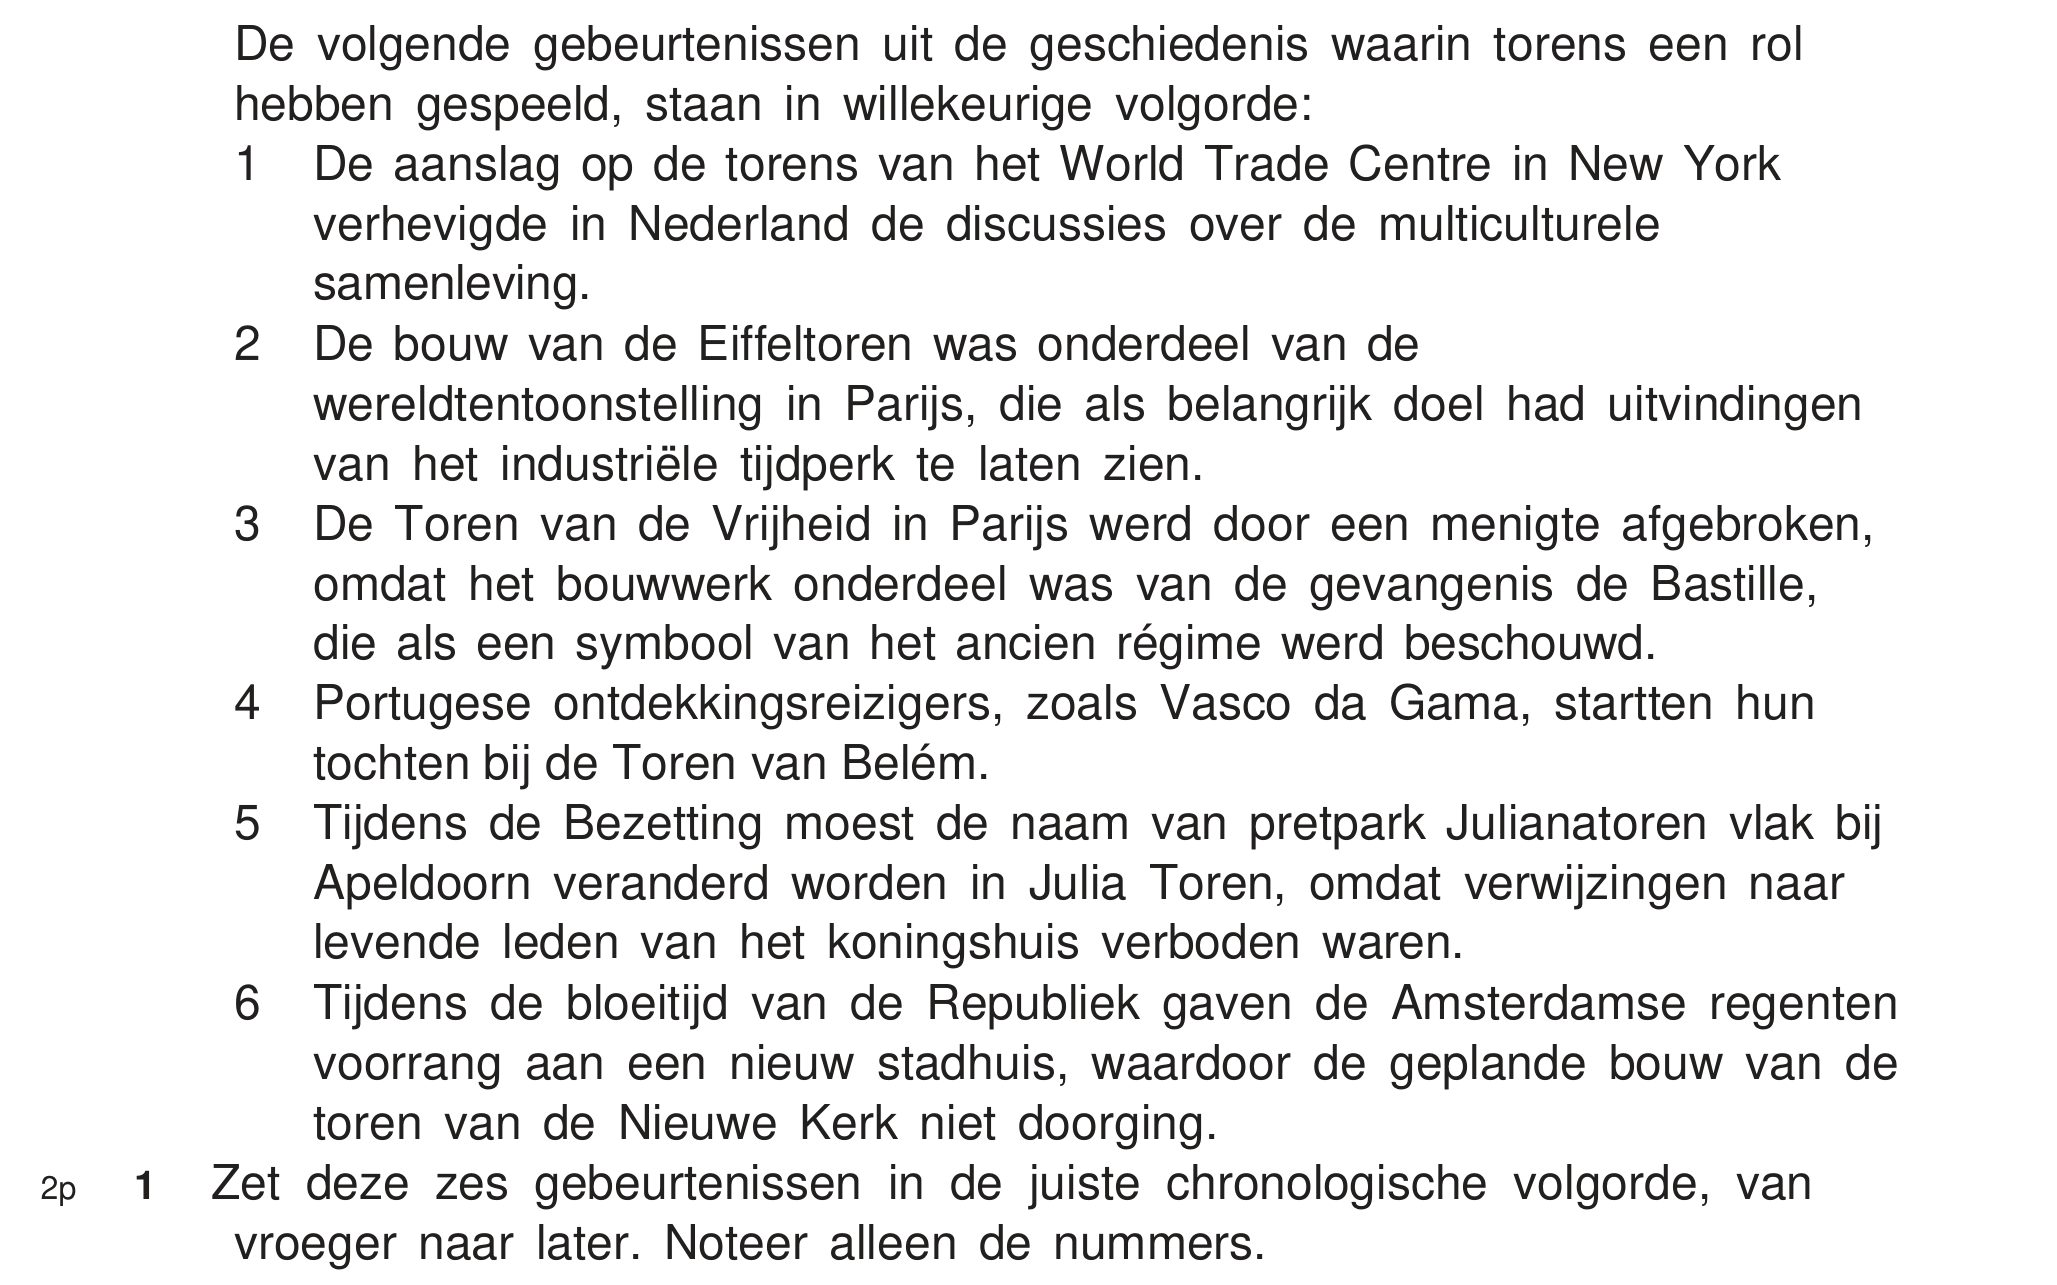 De volgende gebeurtenissen uit de geschiedenis waarin torens een rol
hebben gespeeld, staan in willekeurige volgorde:
1 De aanslag op de torens van het World Trade Centre in New York
verhevigde in Nederland de discussies over de multiculturele
samenleving.
2 De bouw van de Eiffeltoren was onderdeel van de
wereldtentoonstelling in Parijs, die als belangrijk doel had uitvindingen
van het industriële tijdperk te laten zien.
3 De Toren van de Vrijheid in Parijs werd door een menigte afgebroken,
omdat het bouwwerk onderdeel was van de gevangenis de Bastille,
die als een symbool van het ancien régime werd beschouwd.
4 Portugese ontdekkingsreizigers, zoals Vasco da Gama, startten hun
tochten bij de Toren van Belém.
5 Tijdens de Bezetting moest de naam van pretpark Julianatoren vlak bij
Apeldoorn veranderd worden in Julia Toren, omdat verwijzingen naar
levende leden van het koningshuis verboden waren.
6 Tijdens de bloeitijd van de Republiek gaven de Amsterdamse regenten
voorrang aan een nieuw stadhuis, waardoor de geplande bouw van de
toren van de Nieuwe Kerk niet doorging.
2p 1 Zet deze zes gebeurtenissen in de juiste chronologische volgorde, van
vroeger naar later. Noteer alleen de nummers.